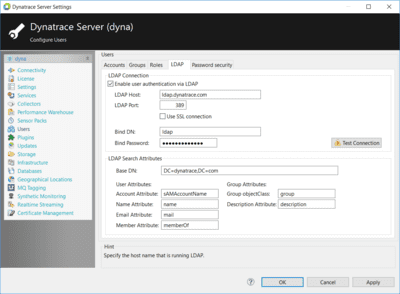 Dynatrace Server Settings
Dynatrace Server (dyna)
Configure Users
dyna
Connectivity
License
Settings
Services
Collectors
Performance Warehouse
Sensor Packs
Users
Plugins
Updates
Storage
Infrastructure
Databases
Geographical Locations
MQ Tagging
Synthetic Monitoring
Realtime Streaming
Certificate Management
Users
Accounts Groups Roles LDAP Password security
LDAP Connection
Enable user authentication via LDAP
LDAP Host: ldap.dynatrace.com
LDAP Port: 389
Use SSL connection
Bind DN: ldap
Bind Password: •••••••••••••
Test Connection
LDAP Search Attributes
Base DN: DC=dynatrace,DC=com
User Attributes: Group Attributes:
Account Attribute: sAMAccountName Group objectClass: group
Name Attribute: name Description Attribute: description
Email Attribute: mail
Member Attribute: memberOf
Hint
Specify the host name that is running LDAP.
? OK Cancel Apply